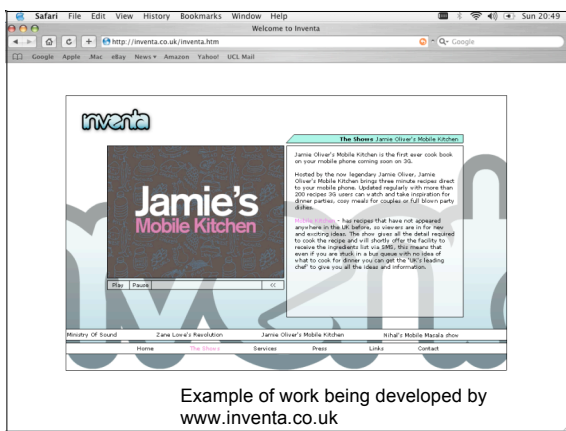 Safari File Edit View History Bookmarks Window Help Sun 20:49
Welcome to Inventa
http://inventa.co.uk/inventa.htm Google
Google Apple .Mac eBay News Amazon Yahoo! UCL Mail
inventa
The Shows Jamie Oliver's Mobile Kitchen
Jamie Oliver's Mobile Kitchen is the first ever cook book
on your mobile phone coming soon on 3G.
Hosted by the now legendary Jamie Oliver, Jamie
Oliver's Mobile Kitchen brings three minute recipes direct
to your mobile phone. Updated regularly with more than
200 recipes 3G users can watch and take inspiration for
dinner parties, cosy meals for couples or full blown party
dishes.
Mobile Kitchen - has recipes that have not appeared
anywhere in the UK before, so viewers are in for new
and exciting ideas. The show gives all the detail required
to cook the recipe and will shortly offer the facility to
receive the ingredients list via SMS, this means that
even if you are stuck in a bus queue with no idea of
what to cook for dinner you can get the 'UK's leading
chef' to give you all the ideas and information.
Jamie's
Mobile Kitchen
Play Pause <<
Ministry Of Sound Zane Lowe's Revolution Jamie Oliver's Mobile Kitchen Nihal's Mobile Masala show
Home The Shows Services Press Links Contact
Example of work being developed by
www.inventa.co.uk